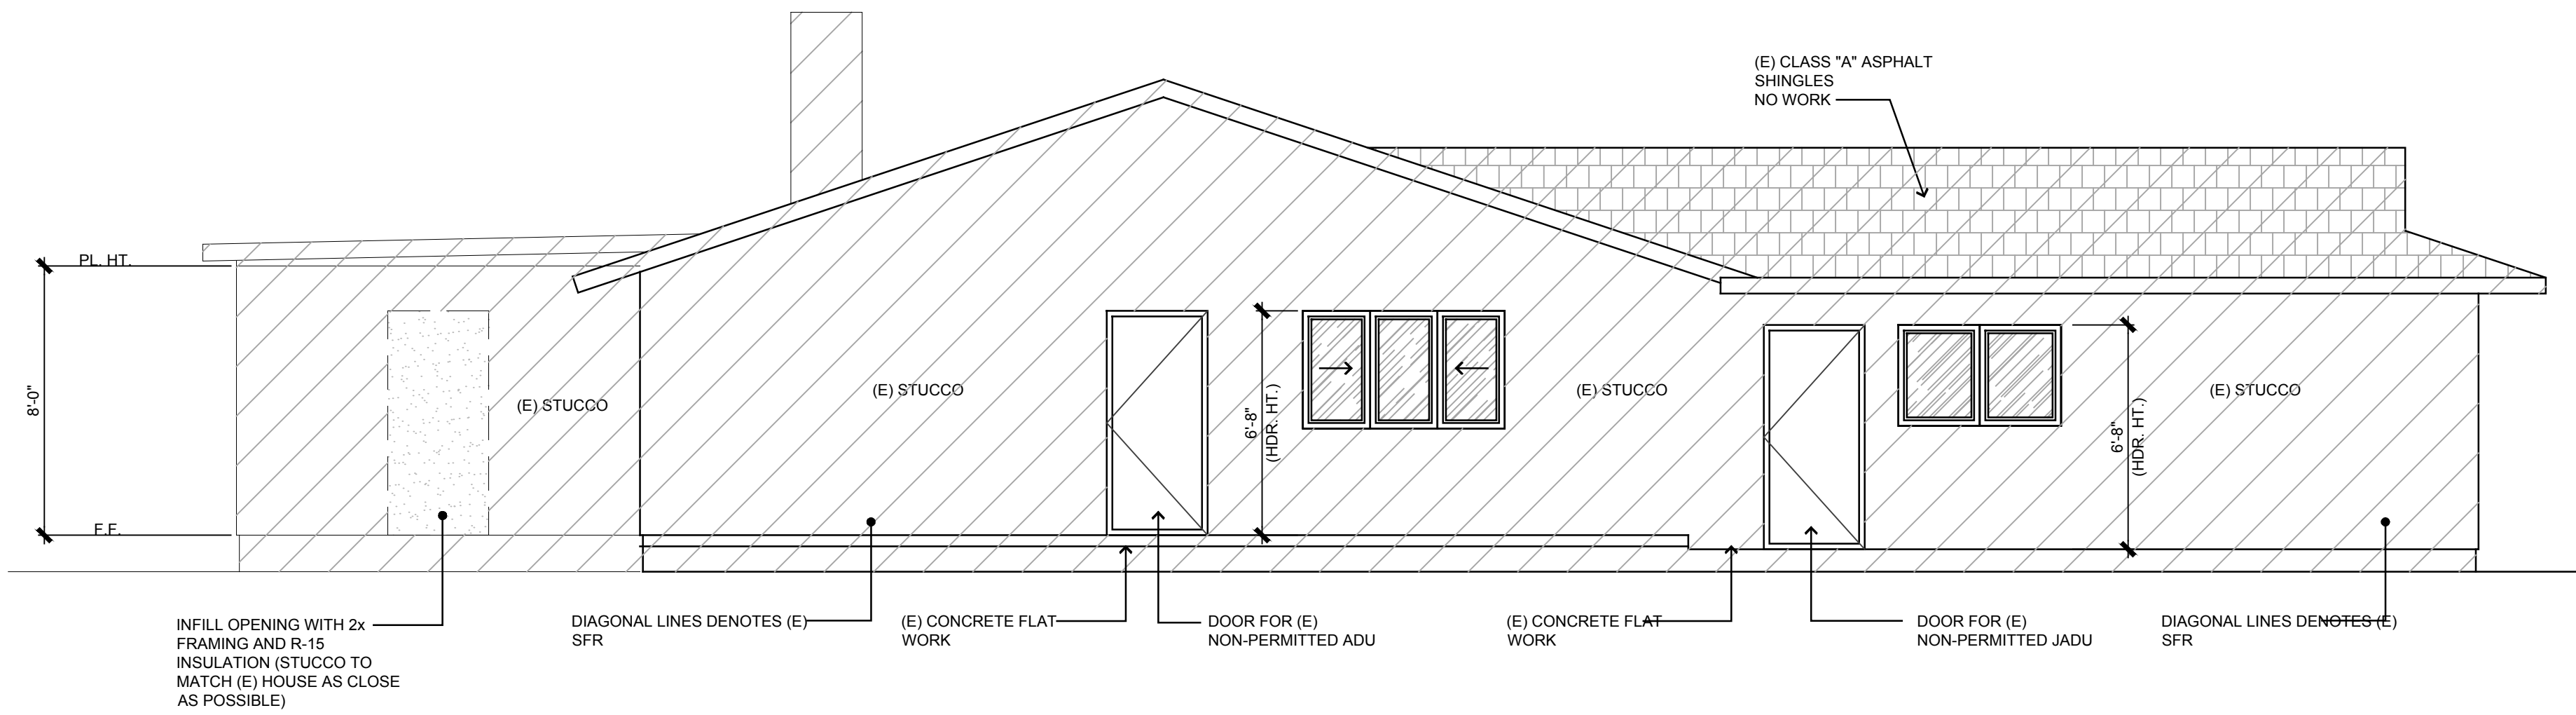 (E) CLASS "A" ASPHALT
SHINGLES
NO WORK
PL. HT.
8'-0"
F.F.
(E) STUCCO
(E) STUCCO
6'-8"
(HDR. HT.)
(E) STUCCO
6'-8"
(HDR. HT.)
(E) STUCCO
INFILL OPENING WITH 2x
FRAMING AND R-15
INSULATION (STUCCO TO
MATCH (E) HOUSE AS CLOSE
AS POSSIBLE)
DIAGONAL LINES DENOTES (E)
SFR
(E) CONCRETE FLAT
WORK
DOOR FOR (E)
NON-PERMITTED ADU
(E) CONCRETE FLAT
WORK
DOOR FOR (E)
NON-PERMITTED JADU
DIAGONAL LINES DENOTES (E)
SFR